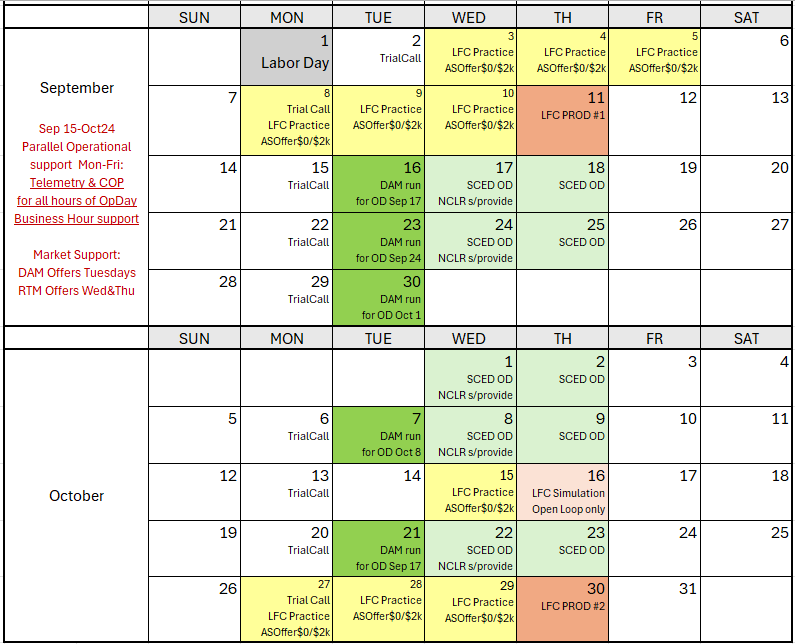 SUN MON TUE WED TH FR SAT
September
Sep 15-Oct24
Parallel Operational
support Mon-Fri:
Telemetry & COP
for all hours of OpDay
Business Hour support
Market Support:
DAM Offers Tuesdays
RTM Offers Wed&Thu
1
Labor Day
2
TrialCall
3
LFC Practice
ASOffer$0/$2k
4
LFC Practice
ASOffer$0/$2k
5
LFC Practice
ASOffer$0/$2k
6
7
8
Trial Call
LFC Practice
ASOffer$0/$2k
9
LFC Practice
ASOffer$0/$2k
10
LFC Practice
ASOffer$0/$2k
11
LFC PROD #1
12
13
14
15
TrialCall
16
DAM run
for OD Sep 17
17
SCED OD
NCLR s/provide
18
SCED OD
19
20
21
22
TrialCall
23
DAM run
for OD Sep 24
24
SCED OD
NCLR s/provide
25
SCED OD
26
27
28
29
TrialCall
30
DAM run
for OD Oct 1
SUN MON TUE WED TH FR SAT
October
1
SCED OD
NCLR s/provide
2
SCED OD
3
4
5
6
TrialCall
7
DAM run
for OD Oct 8
8
SCED OD
NCLR s/provide
9
SCED OD
10
11
12
13
TrialCall
14
15
LFC Practice
ASOffer$0/$2k
16
LFC Simulation
Open Loop only
17
18
19
20
TrialCall
21
DAM run
for OD Sep 17
22
SCED OD
NCLR s/provide
23
SCED OD
24
25
26
27
Trial Call
LFC Practice
ASOffer$0/$2k
28
LFC Practice
ASOffer$0/$2k
29
LFC Practice
ASOffer$0/$2k
30
LFC PROD #2
31